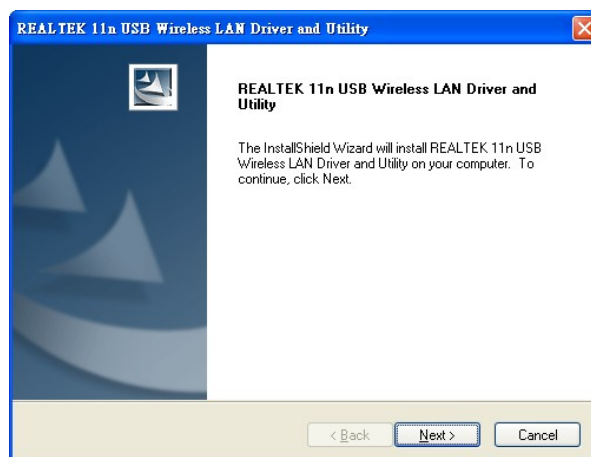 REALTEK 11n USB Wireless LAN Driver and Utility
REALTEK 11n USB Wireless LAN Driver and
Utility
The InstallShield Wizard will install REALTEK 11n USB
Wireless LAN Driver and Utility on your computer. To
continue, click Next.
< Back Next > Cancel